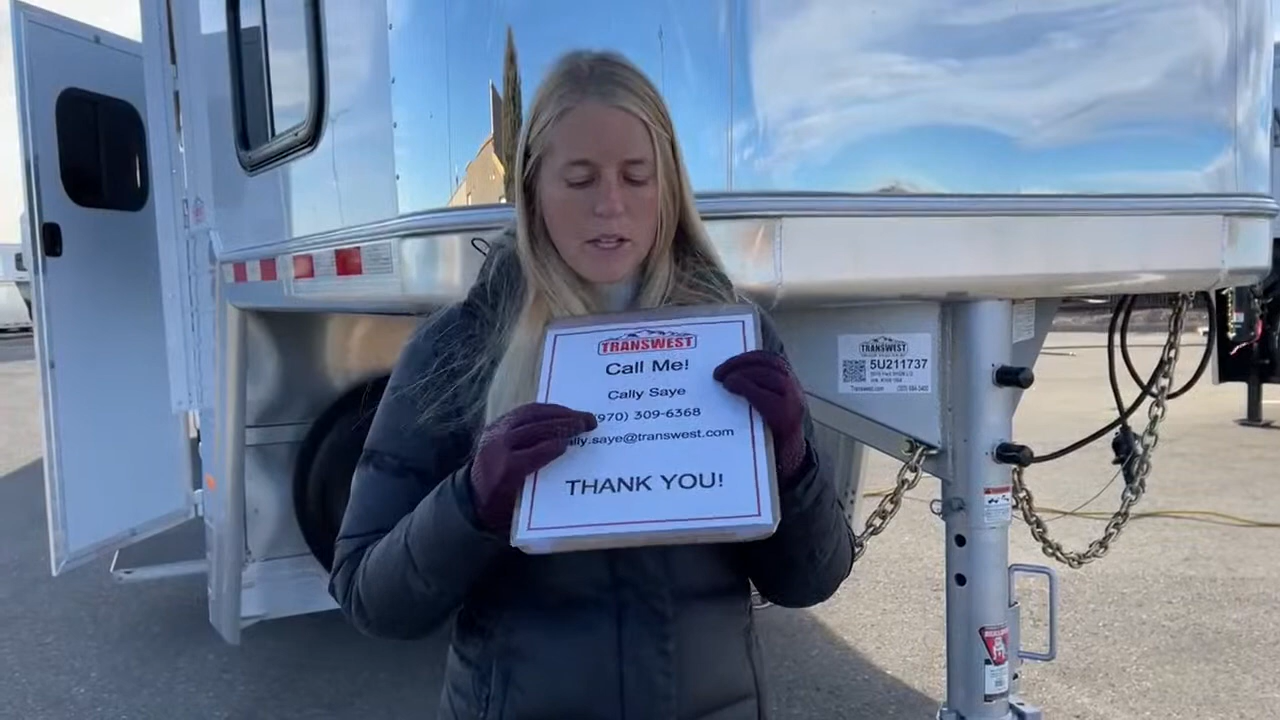 TRANSWEST
Call Me!
Cally Saye
(970) 309-6368
ally.saye@transwest.com
THANK YOU!
TRANSWEST
5U211737